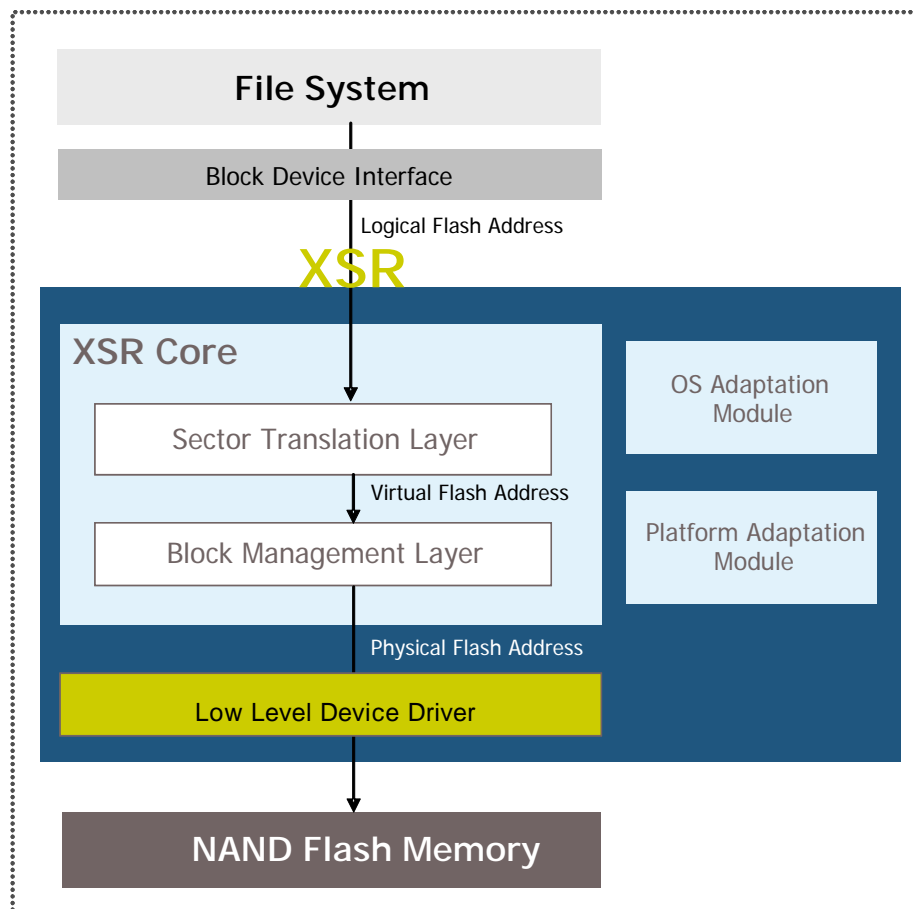 File System
Block Device Interface
Logical Flash Address
XSR
XSR Core
OS Adaptation
Module
Sector Translation Layer
Virtual Flash Address
Platform Adaptation
Module
Block Management Layer
Physical Flash Address
Low Level Device Driver
NAND Flash Memory